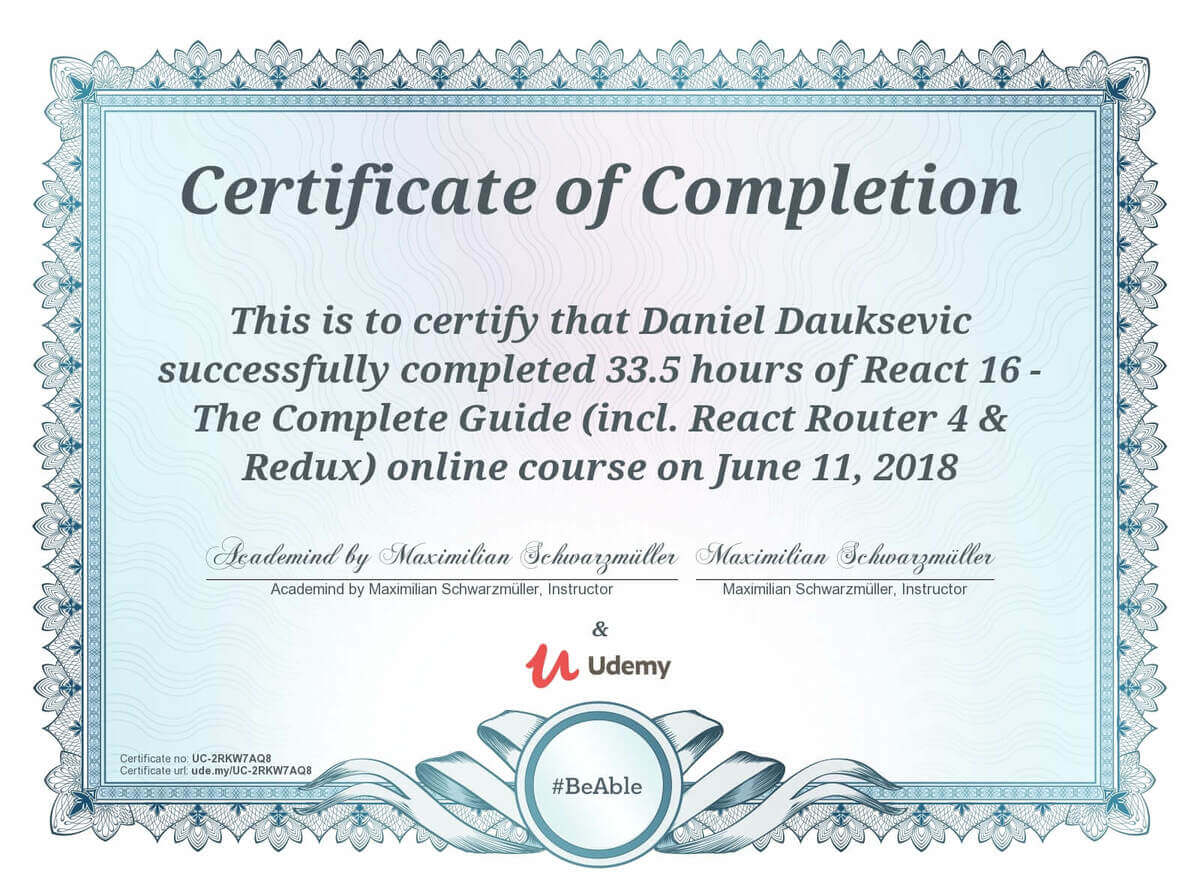 Certificate of Completion
This is to certify that Daniel Dauksevic
successfully completed 33.5 hours of React 16 -
The Complete Guide (incl. React Router 4 &
Redux) online course on June 11, 2018
Academind by Maximilian Schwarzmüller Maximilian Schwarzmüller
Academind by Maximilian Schwarzmüller, Instructor Maximilian Schwarzmüller, Instructor
&
Udemy
Certificate no: UC-2RKW7AQ8
Certificate url: ude.my/UC-2RKW7AQ8
#BeAble